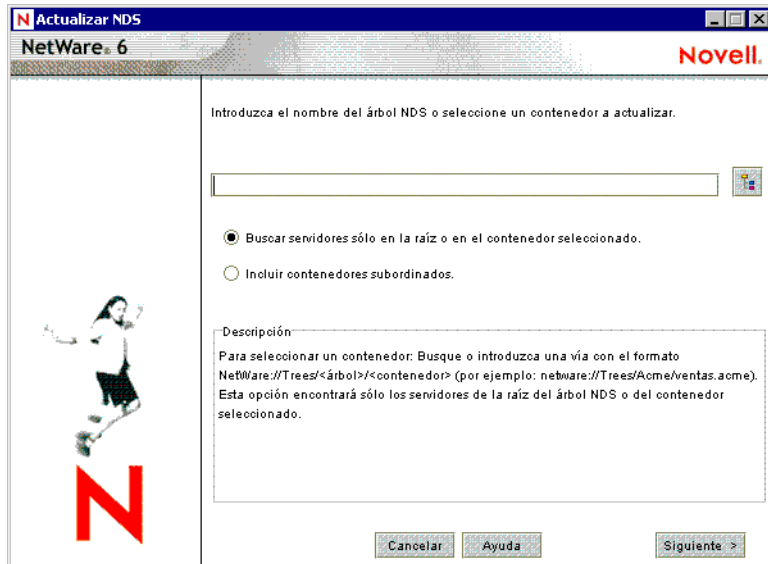 N Actualizar NDS
NetWare® 6
Novell.
Introduzca el nombre del árbol NDS o seleccione un contenedor a actualizar.
Buscar servidores sólo en la raíz o en el contenedor seleccionado.
Incluir contenedores subordinados.
Descripción
Para seleccionar un contenedor: Busque o introduzca una vía con el formato
NetWare://Trees/<árbol>/<contenedor> (por ejemplo: netware://Trees/Acme/ventas.acme).
Esta opción encontrará sólo los servidores de la raíz del árbol NDS o del contenedor
seleccionado.
N
Cancelar
Ayuda
Siguiente >